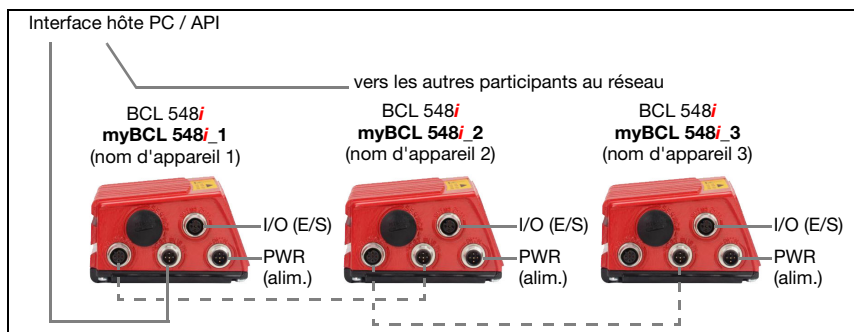 Interface hôte PC / API
vers les autres participants au réseau
BCL 548i
myBCL 548i_1
(nom d'appareil 1)
BCL 548i
myBCL 548i_2
(nom d'appareil 2)
BCL 548i
myBCL 548i_3
(nom d'appareil 3)
I/O (E/S)
PWR
(alim.)
I/O (E/S)
PWR
(alim.)
I/O (E/S)
PWR
(alim.)